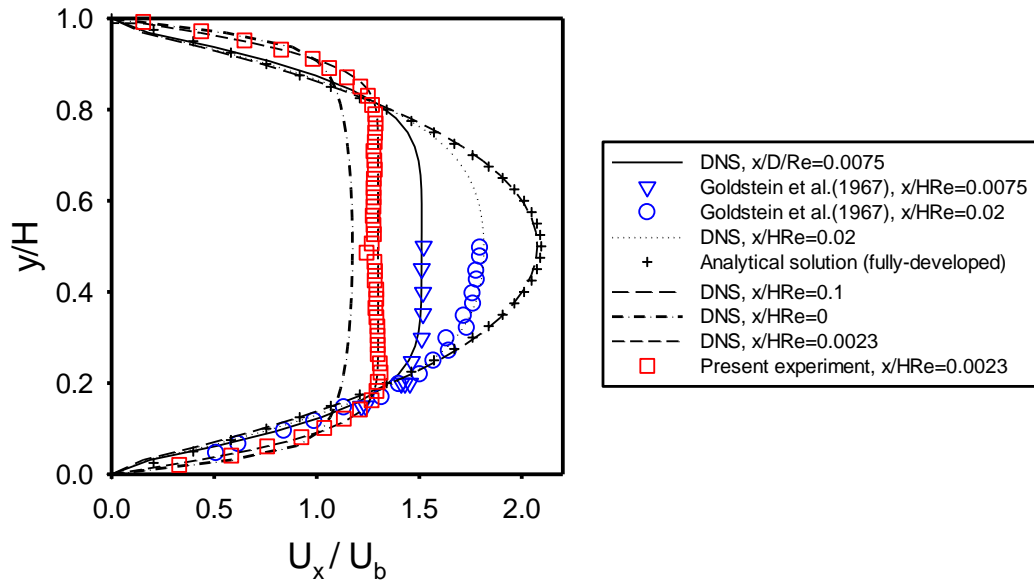 1.0
0.8
0.6
0.4
0.2
0.0
y/H
0.0 0.5 1.0 1.5 2.0
U_x / U_b
DNS, x/D/Re=0.0075
Goldstein et al.(1967), x/HRe=0.0075
Goldstein et al.(1967), x/HRe=0.02
DNS, x/HRe=0.02
Analytical solution (fully-developed)
DNS, x/HRe=0.1
DNS, x/HRe=0
DNS, x/HRe=0.0023
Present experiment, x/HRe=0.0023